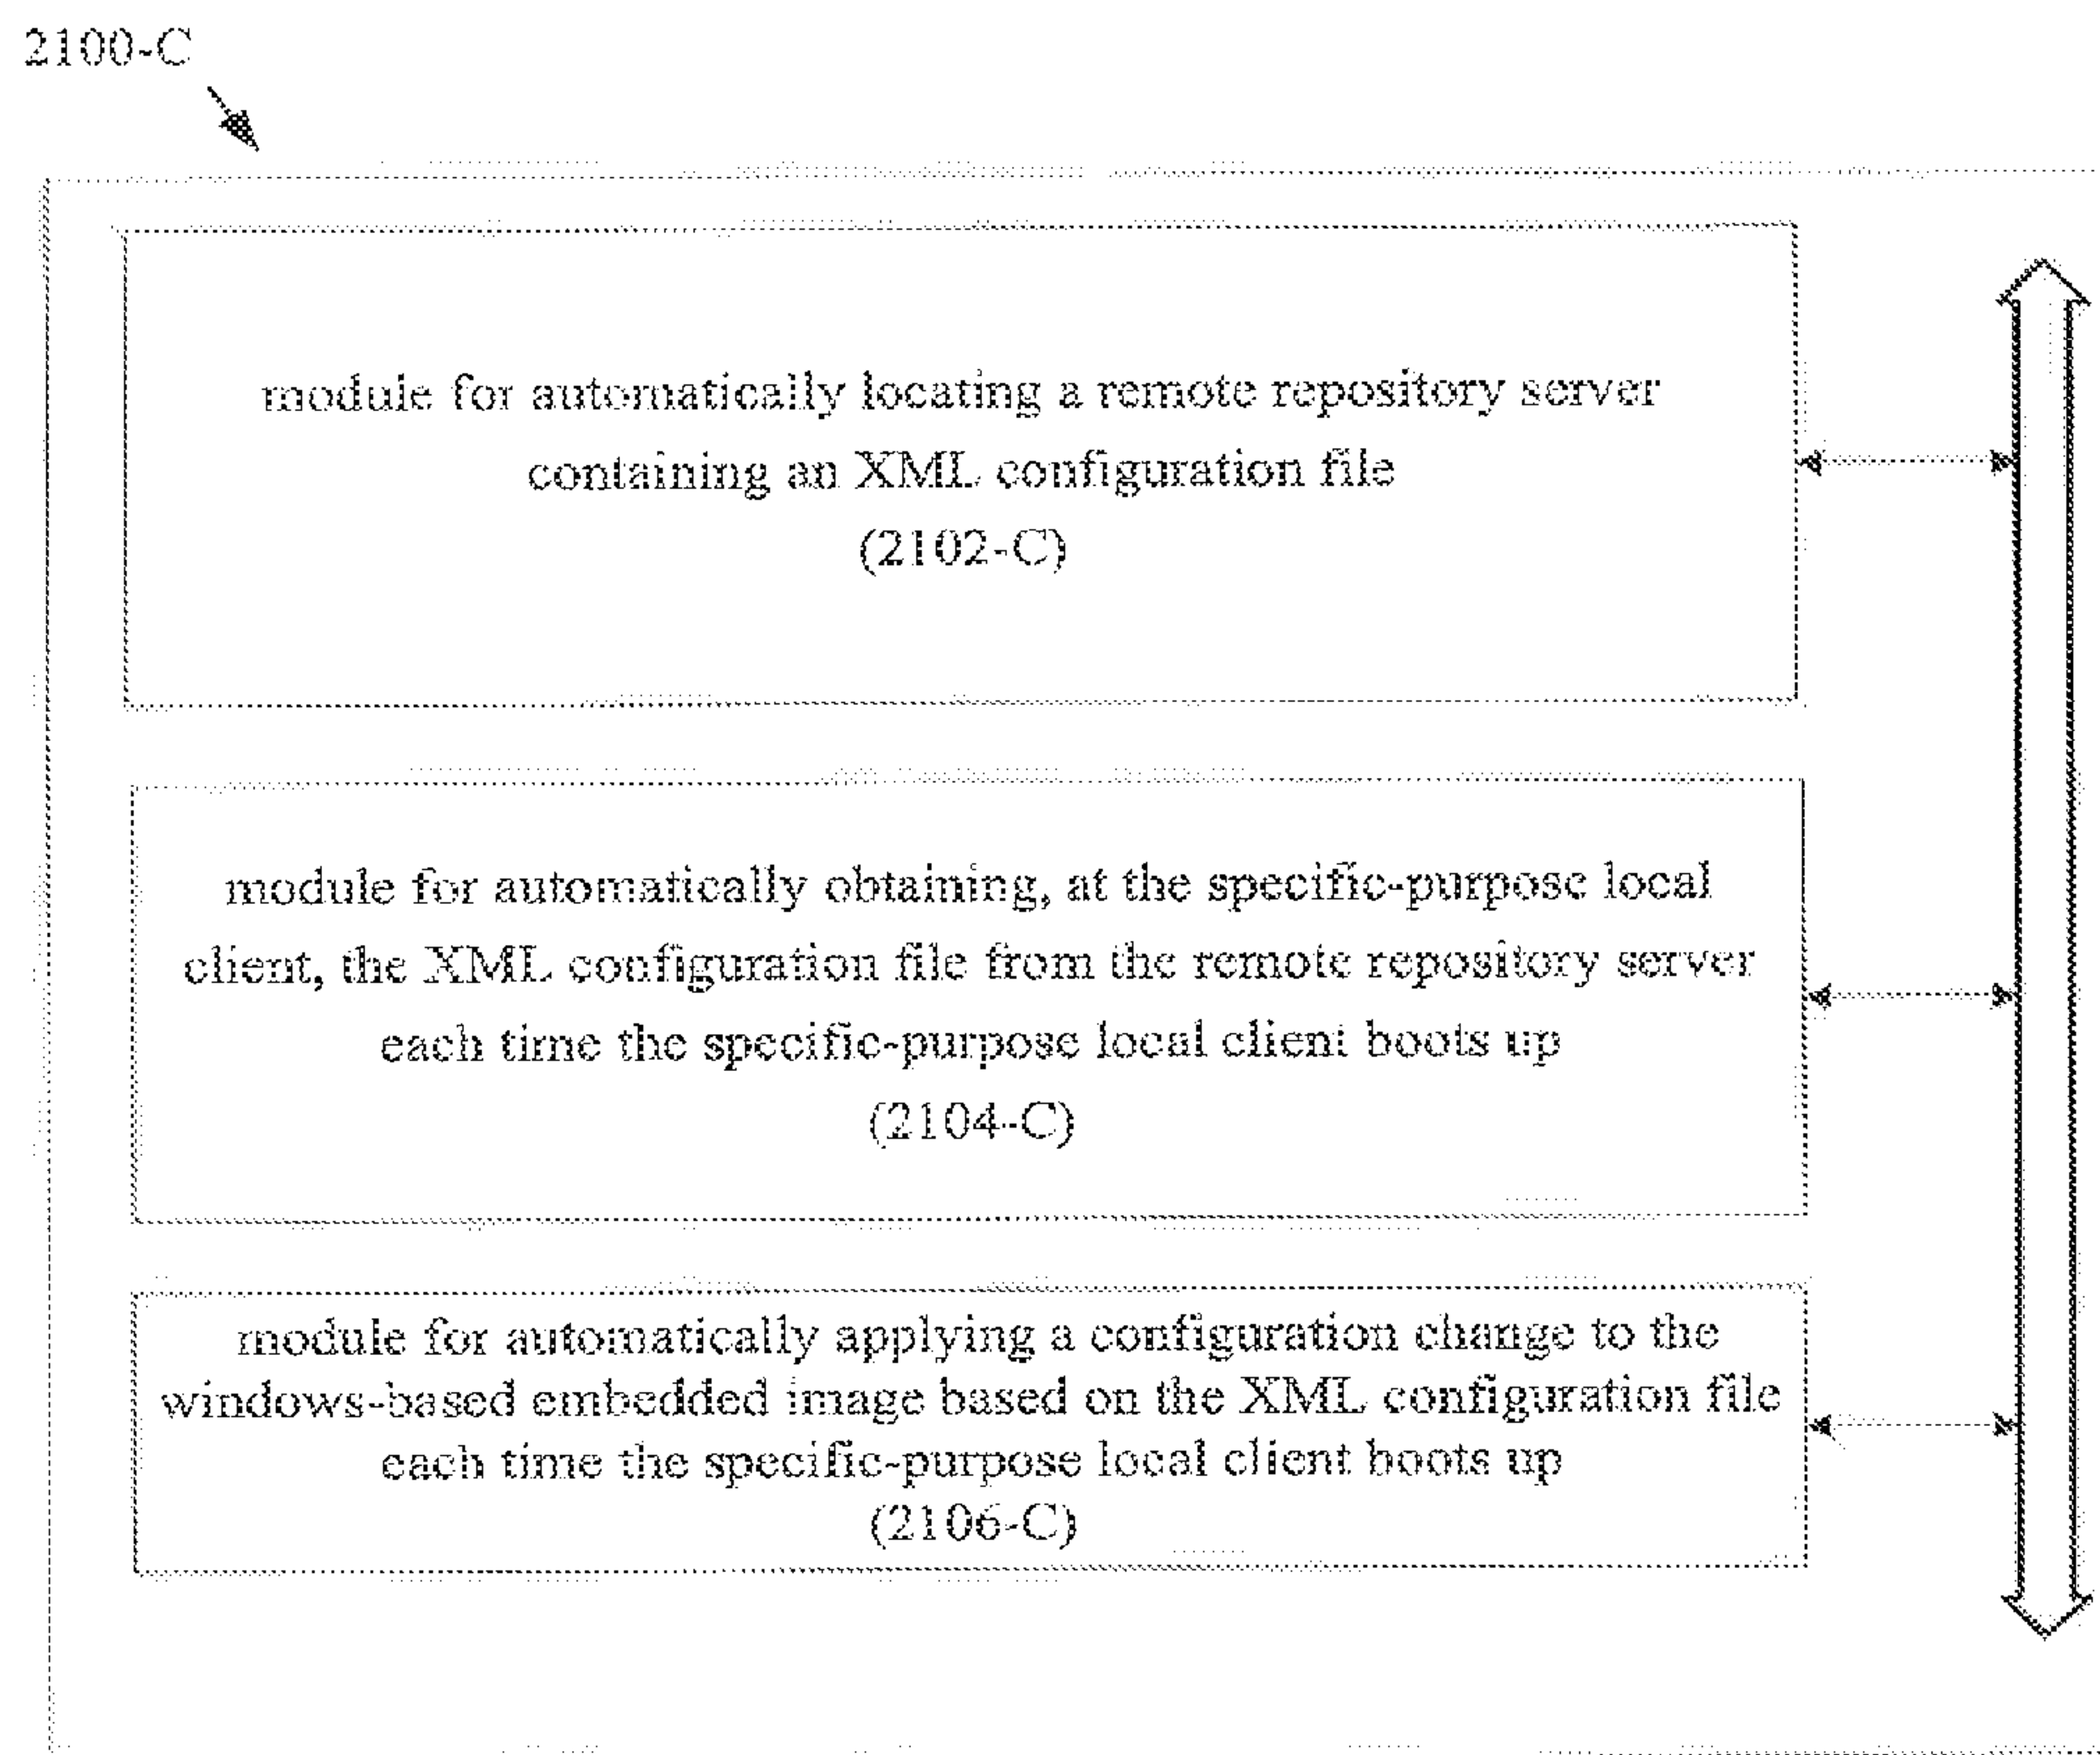 2100-C
module for automatically locating a remote repository server
containing an XML configuration file
(2102-C)
module for automatically obtaining, at the specific-purpose local
client, the XML configuration file from the remote repository server
each time the specific-purpose local client boots up
(2104-C)
module for automatically applying a configuration change to the
windows-based embedded image based on the XML configuration file
each time the specific-purpose local client boots up
(2106-C)